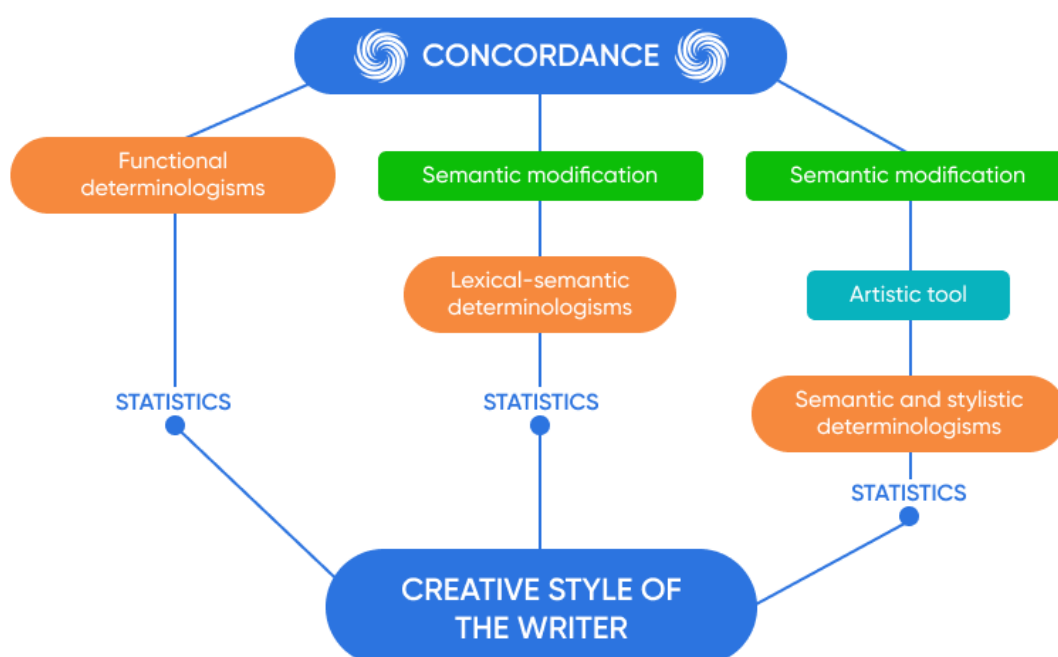 CONCORDANCE
Functional
determinologisms
Semantic modification
Semantic modification
Lexical-semantic
determinologisms
Artistic tool
STATISTICS
STATISTICS
Semantic and stylistic
determinologisms
STATISTICS
CREATIVE STYLE OF
THE WRITER